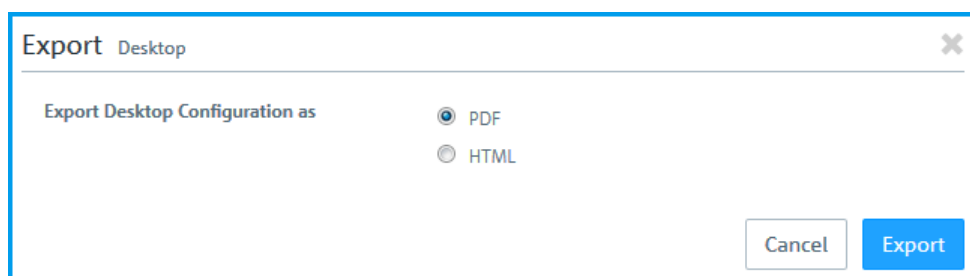 Export Desktop
Export Desktop Configuration as
PDF
HTML
Cancel Export